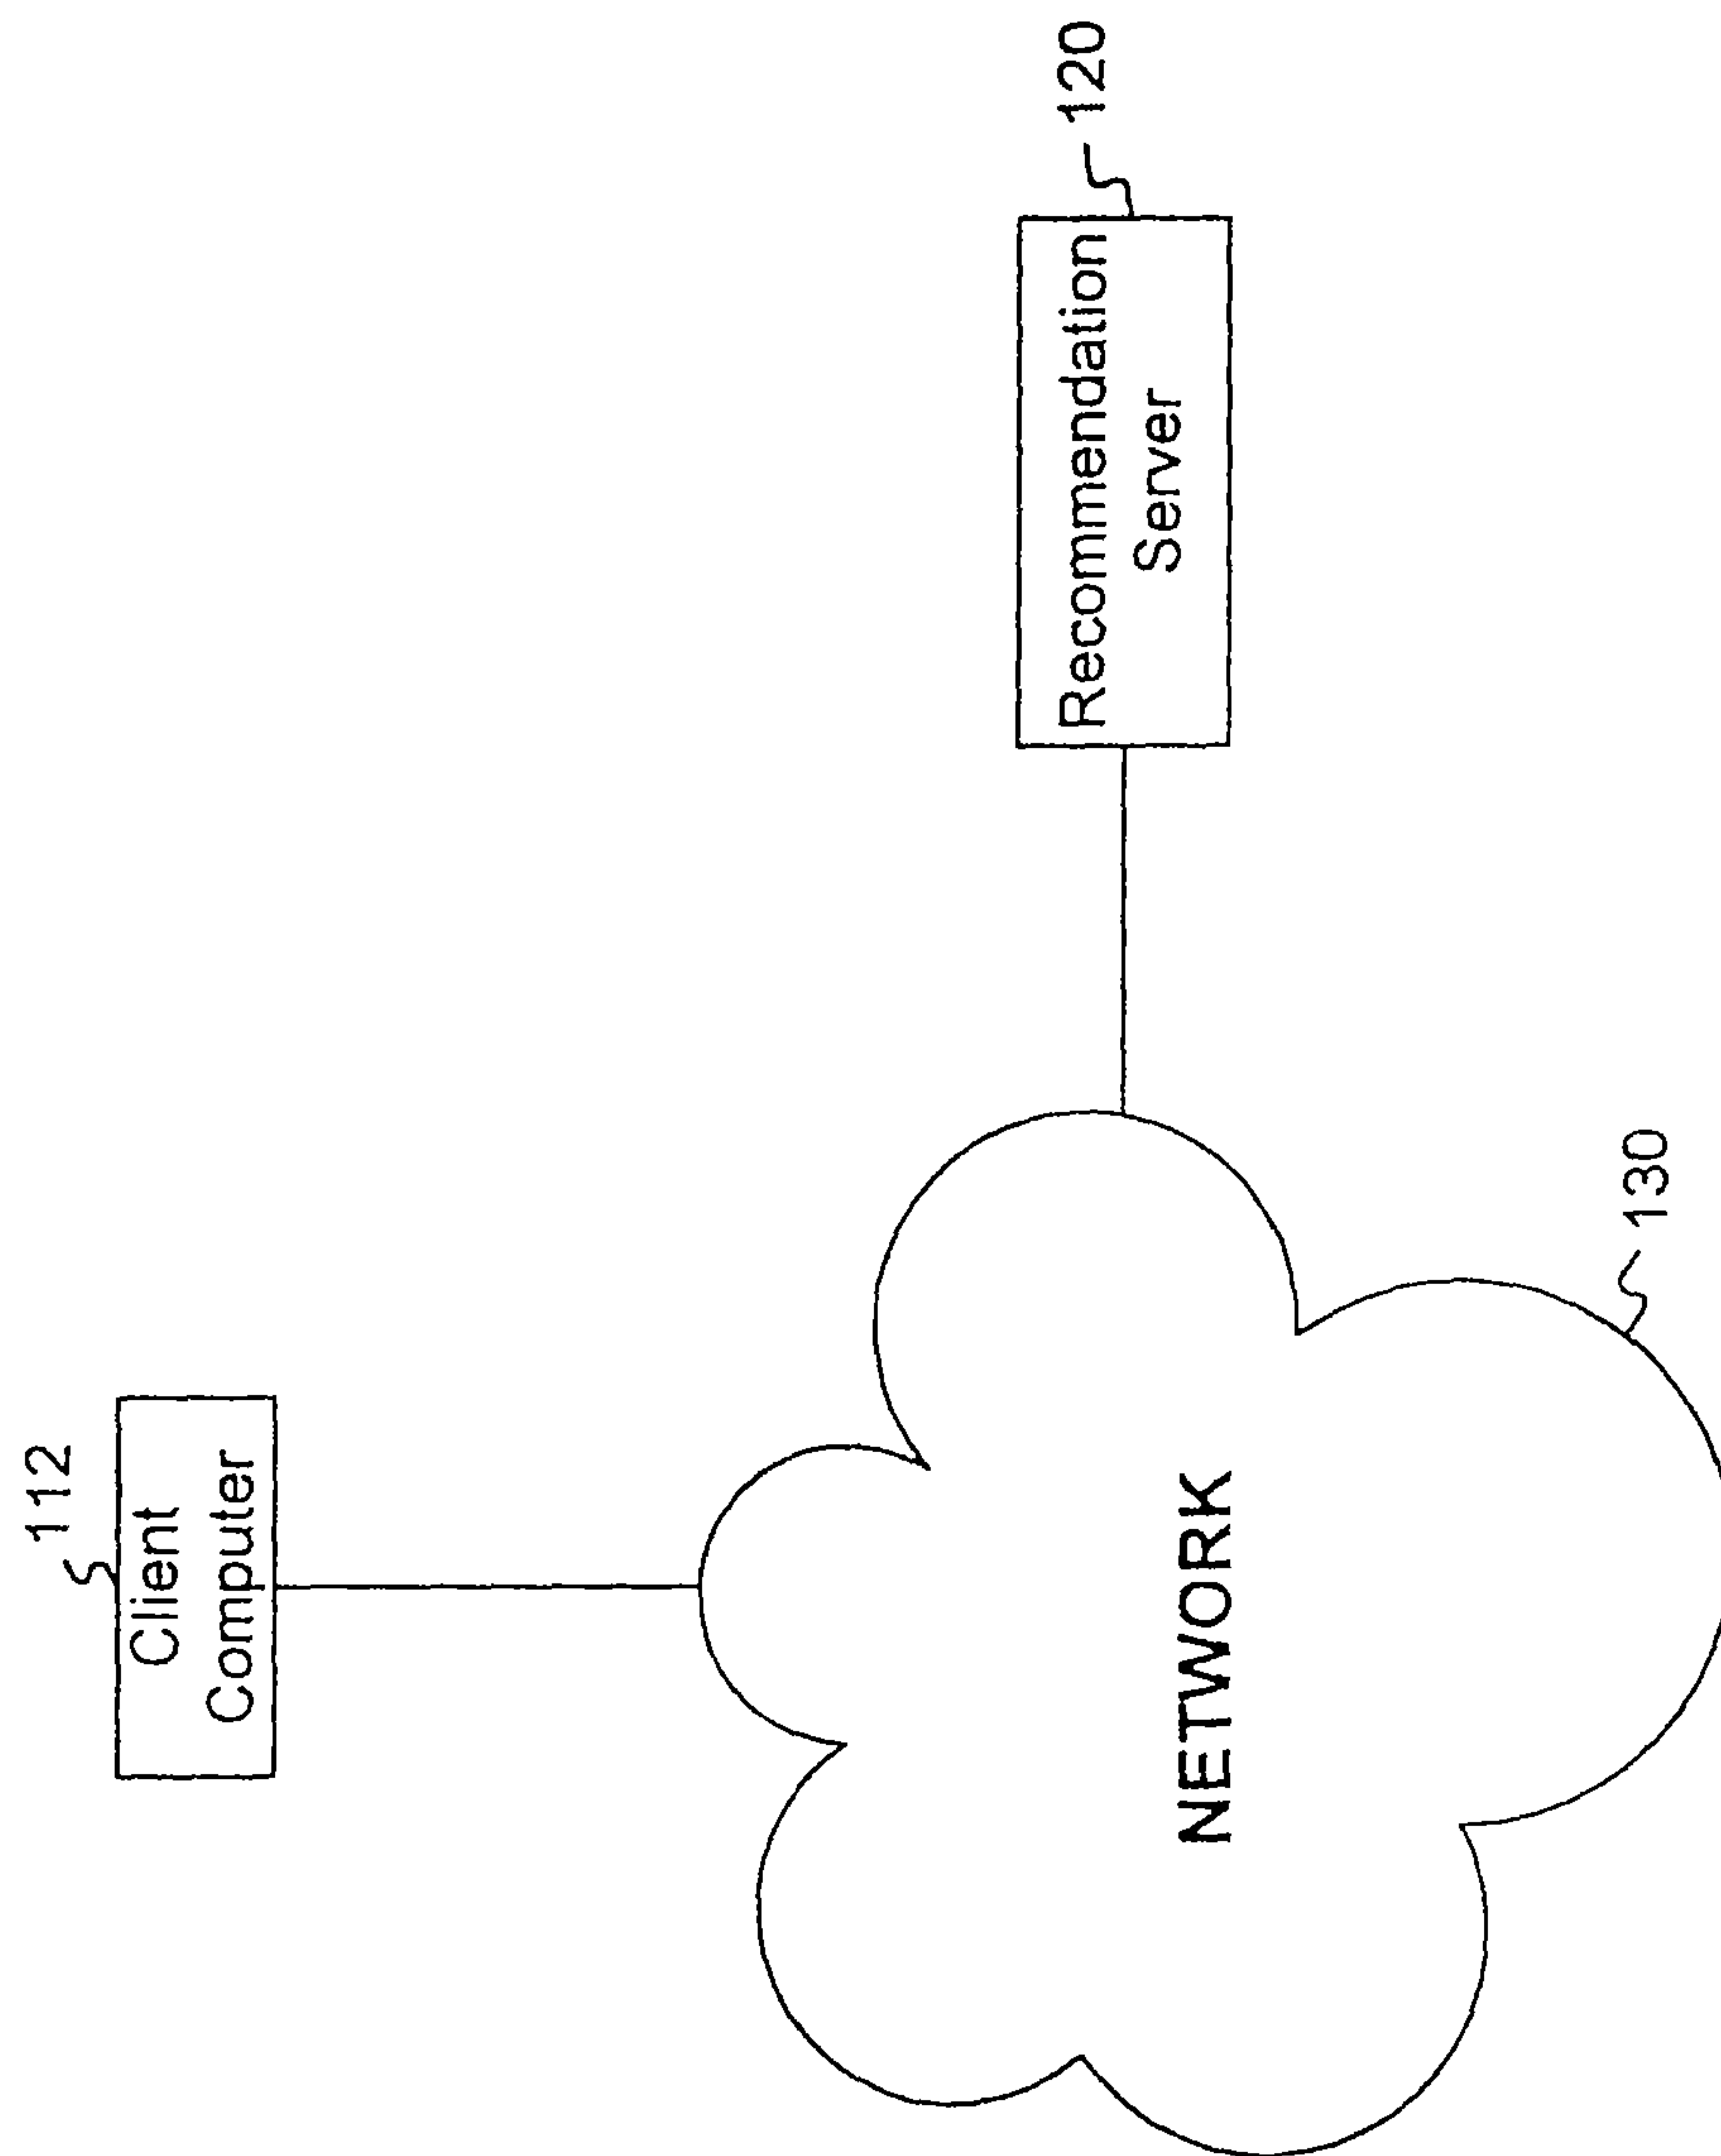 112
Client
Computer
120
Recommendation
Server
NETWORK
130